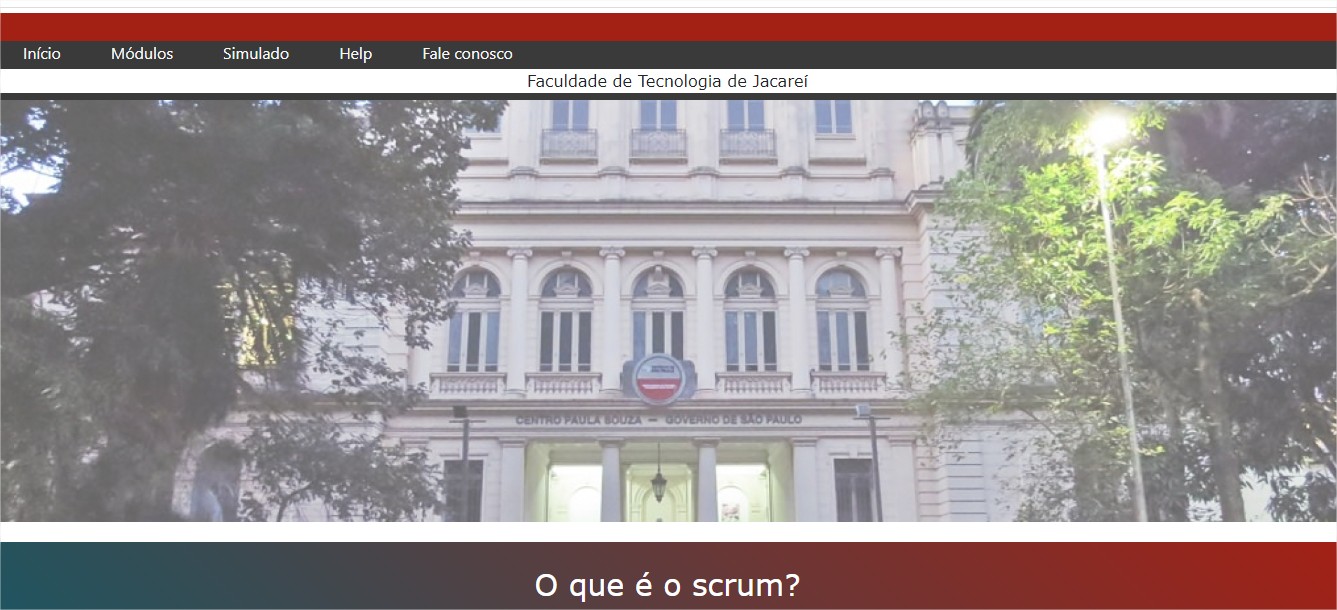 Início Módulos Simulado Help Fale conosco
Faculdade de Tecnologia de Jacareí
CENTRO PAULA SOUZA — GOVERNO DE SÃO PAULO
O que é o scrum?